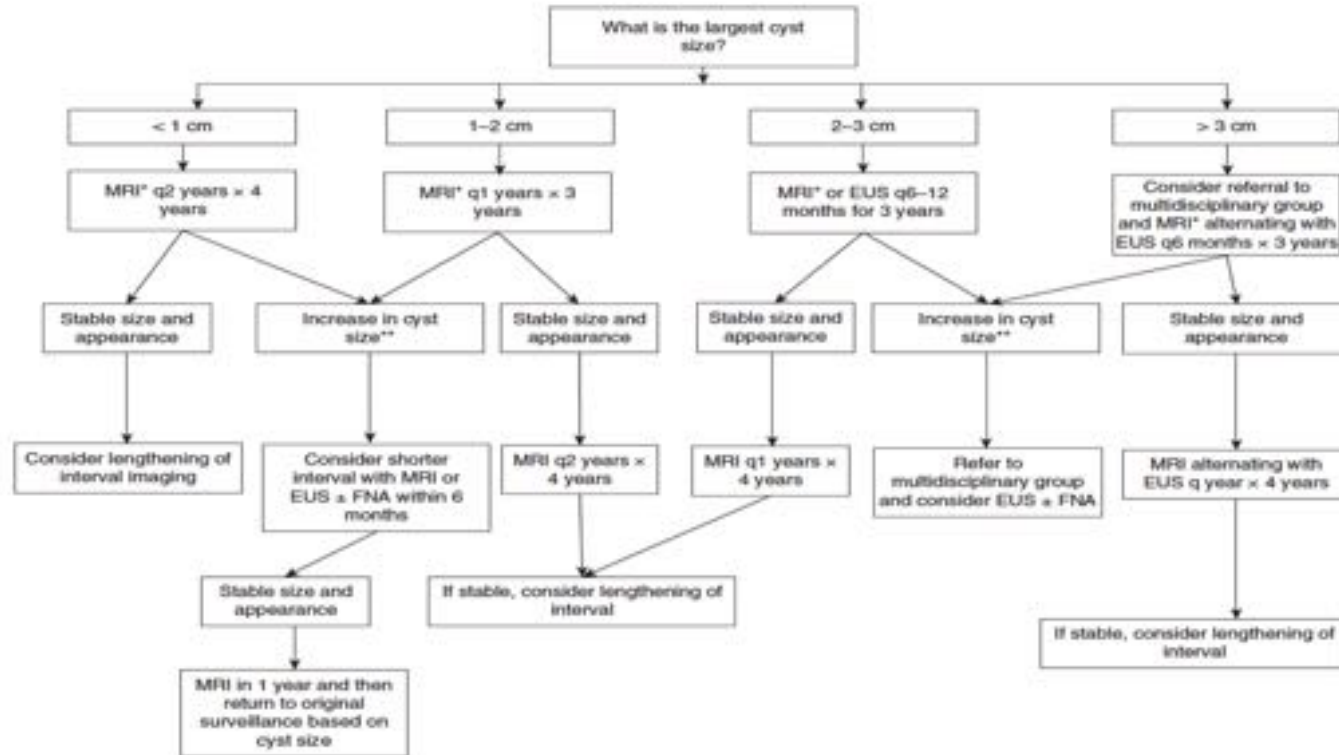 What is the largest cyst
size?
< 1 cm
1–2 cm
2–3 cm
> 3 cm
MRI* q2 years × 4
years
MRI* q1 years × 3
years
MRI* or EUS q6–12
months for 3 years
Consider referral to
multidisciplinary group
and MRI* alternating with
EUS q6 months × 3 years
Stable size and
appearance
Increase in cyst
size**
Stable size and
appearance
Stable size and
appearance
Increase in cyst
size**
Stable size and
appearance
Consider lengthening of
interval imaging
Consider shorter
interval with MRI or
EUS ± FNA within 6
months
MRI q2 years ×
4 years
MRI q1 years ×
4 years
Refer to
multidisciplinary
group and consider EUS ± FNA
MRI alternating with
EUS q year × 4 years
Stable size and
appearance
If stable, consider lengthening of
interval
If stable, consider lengthening of
interval
MRI in 1 year and then
return to original
surveillance based on
cyst size